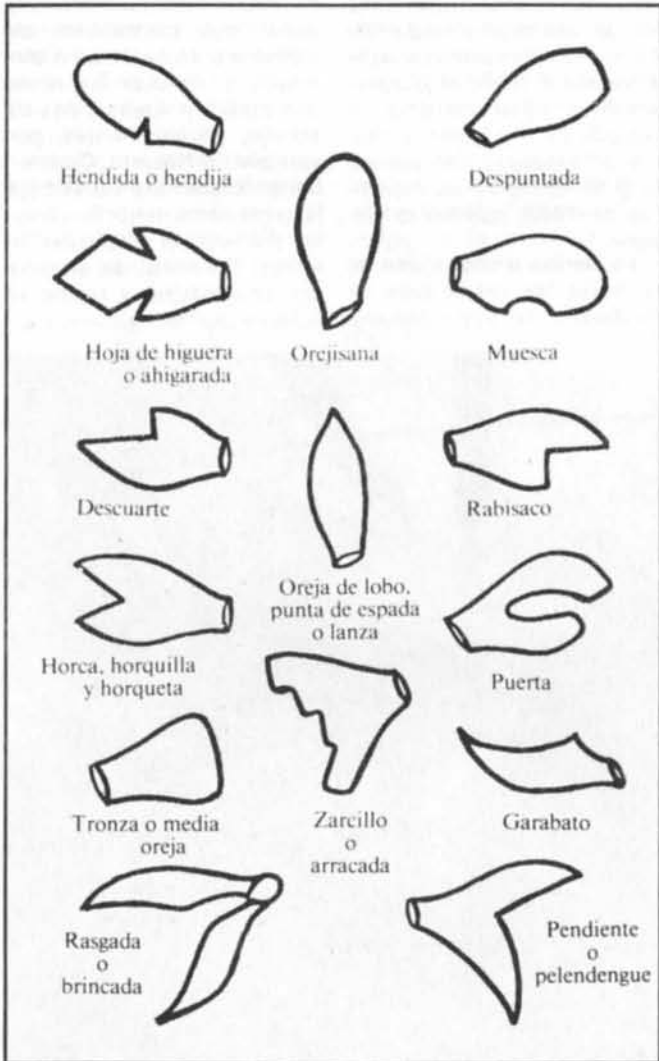 Hendida o hendija
Despuntada
Hoja de higuera
o ahigarada
Orejisana
Muesca
Descuarte
Rabisaco
Oreja de lobo,
punta de espada
o lanza
Horca, horquilla
y horqueta
Puerta
Tronza o media
oreja
Zarcillo
o
arracada
Garabato
Rasgada
o
brincada
Pendiente
o
pelendengue